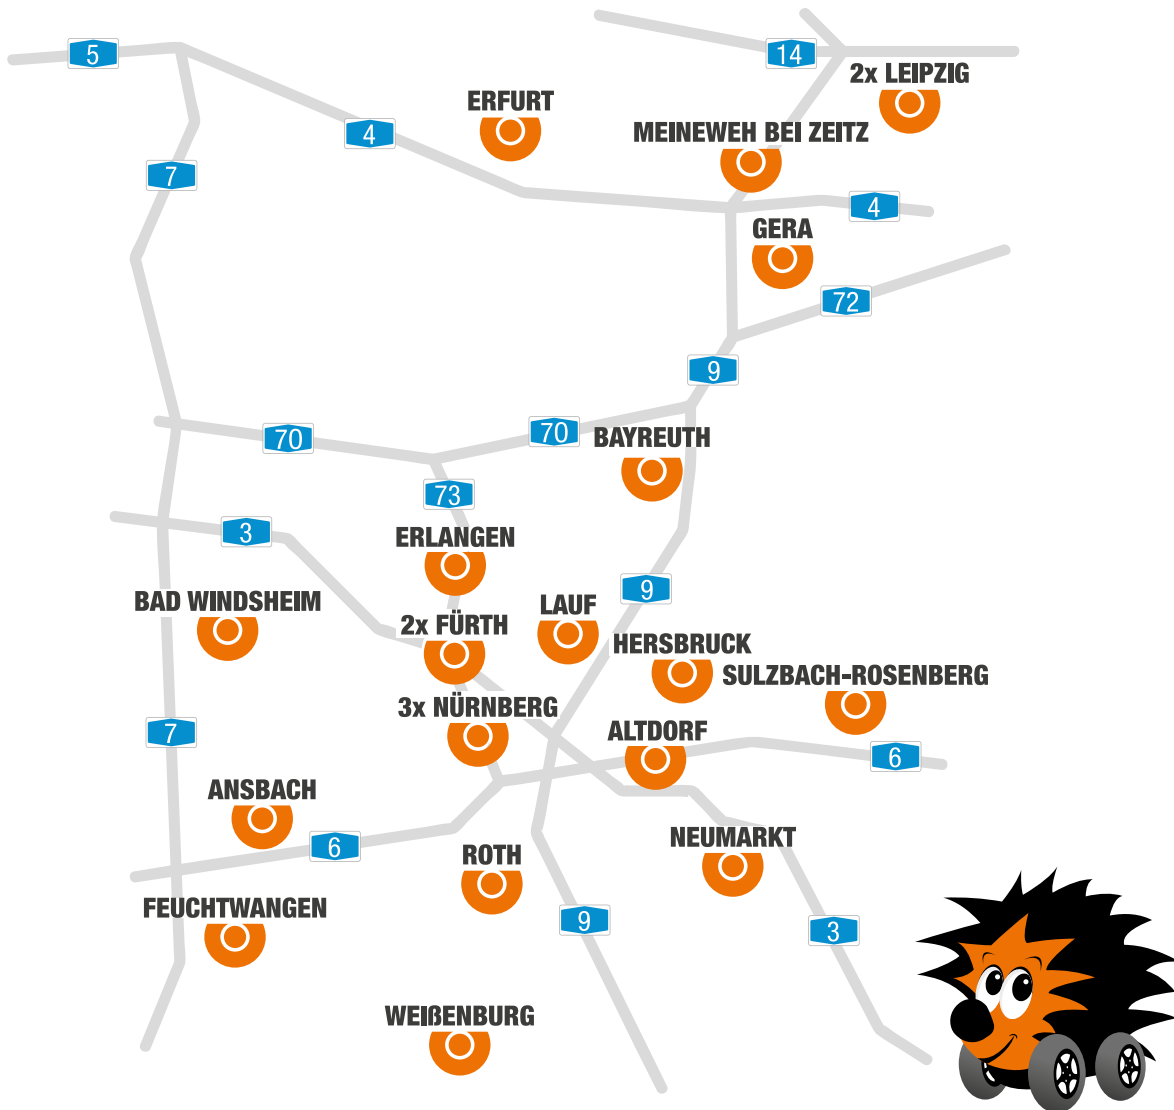 5
14
2x LEIPZIG
ERFURT
4
MEINEWEH BEI ZEITZ
7
4
GERA
72
9
70
70
BAYREUTH
73
3
ERLANGEN
9
BAD WINDSHEIM
LAUF
2x FÜRTH
HERSBRUCK
SULZBACH-ROSENBERG
3x NÜRNBERG
7
ALTDORF
6
ANSBACH
6
NEUMARKT
ROTH
FEUCHTWANGEN
9
3
WEIßENBURG